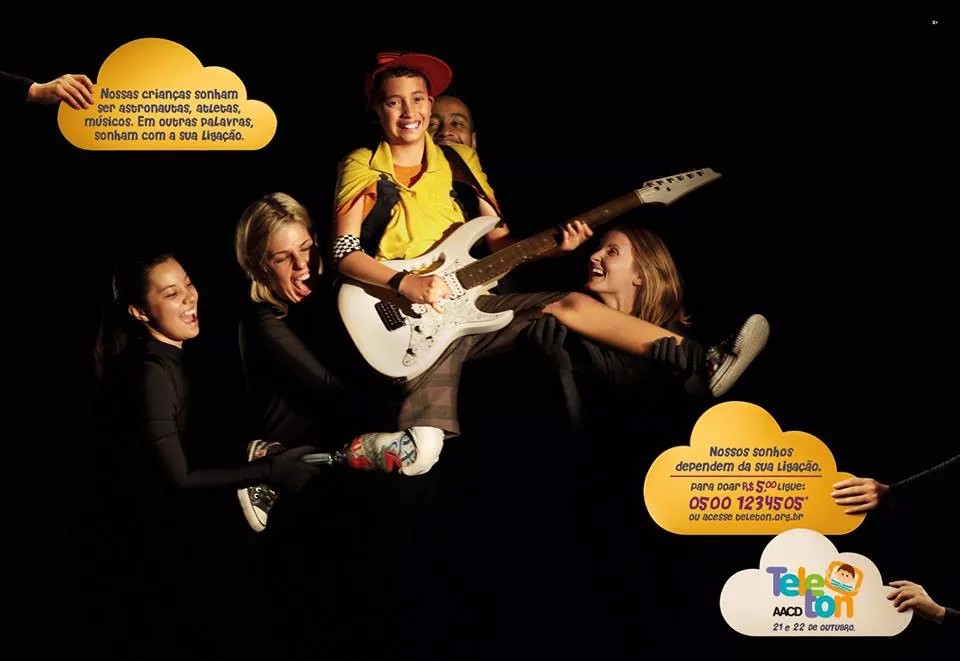 Nossas crianças sonham
ser astronautas, atletas,
músicos. Em outras palavras,
sonham com a sua ligação.
Nossos sonhos
dependem da sua ligação.
para doar R$ 5,00 ligue:
0500 1234505*
ou acesse teleton.org.br
Teleton
AACD
21 e 22 DE OUTUBRO.